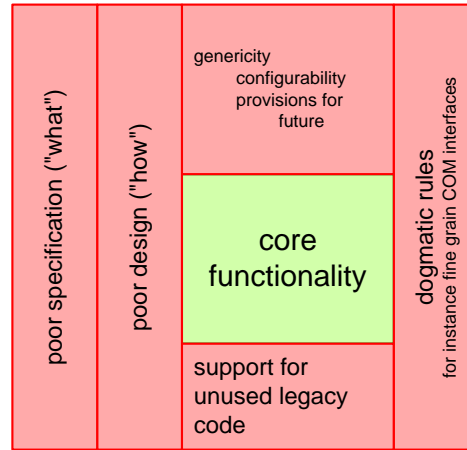 poor specification ("what")
poor design ("how")
genericity
configurability
provisions for
future
core
functionality
support for
unused legacy
code
dogmatic rules
for instance fine grain COM interfaces